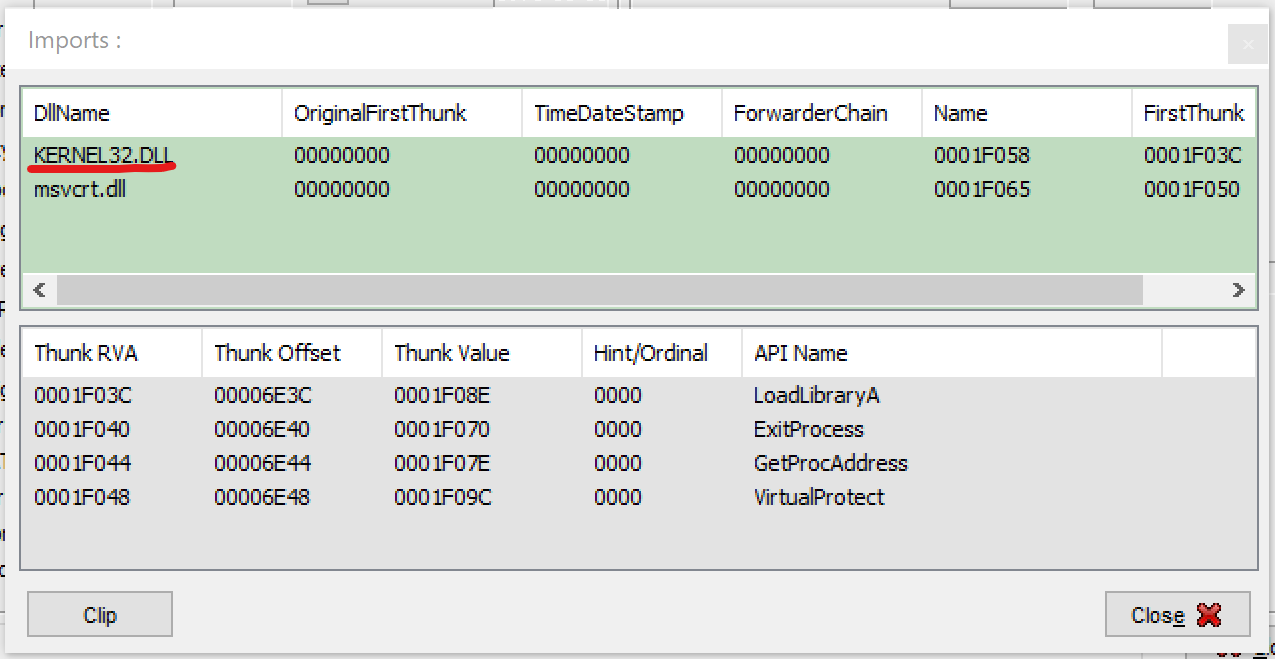 Imports :
DllName OriginalFirstThunk TimeDateStamp ForwarderChain Name FirstThunk
KERNEL32.DLL 00000000 00000000 00000000 0001F058 0001F03C
msvcrt.dll 00000000 00000000 00000000 0001F065 0001F050
Thunk RVA Thunk Offset Thunk Value Hint/Ordinal API Name
0001F03C 00006E3C 0001F08E 0000 LoadLibraryA
0001F040 00006E40 0001F070 0000 ExitProcess
0001F044 00006E44 0001F07E 0000 GetProcAddress
0001F048 00006E48 0001F09C 0000 VirtualProtect
Clip Close